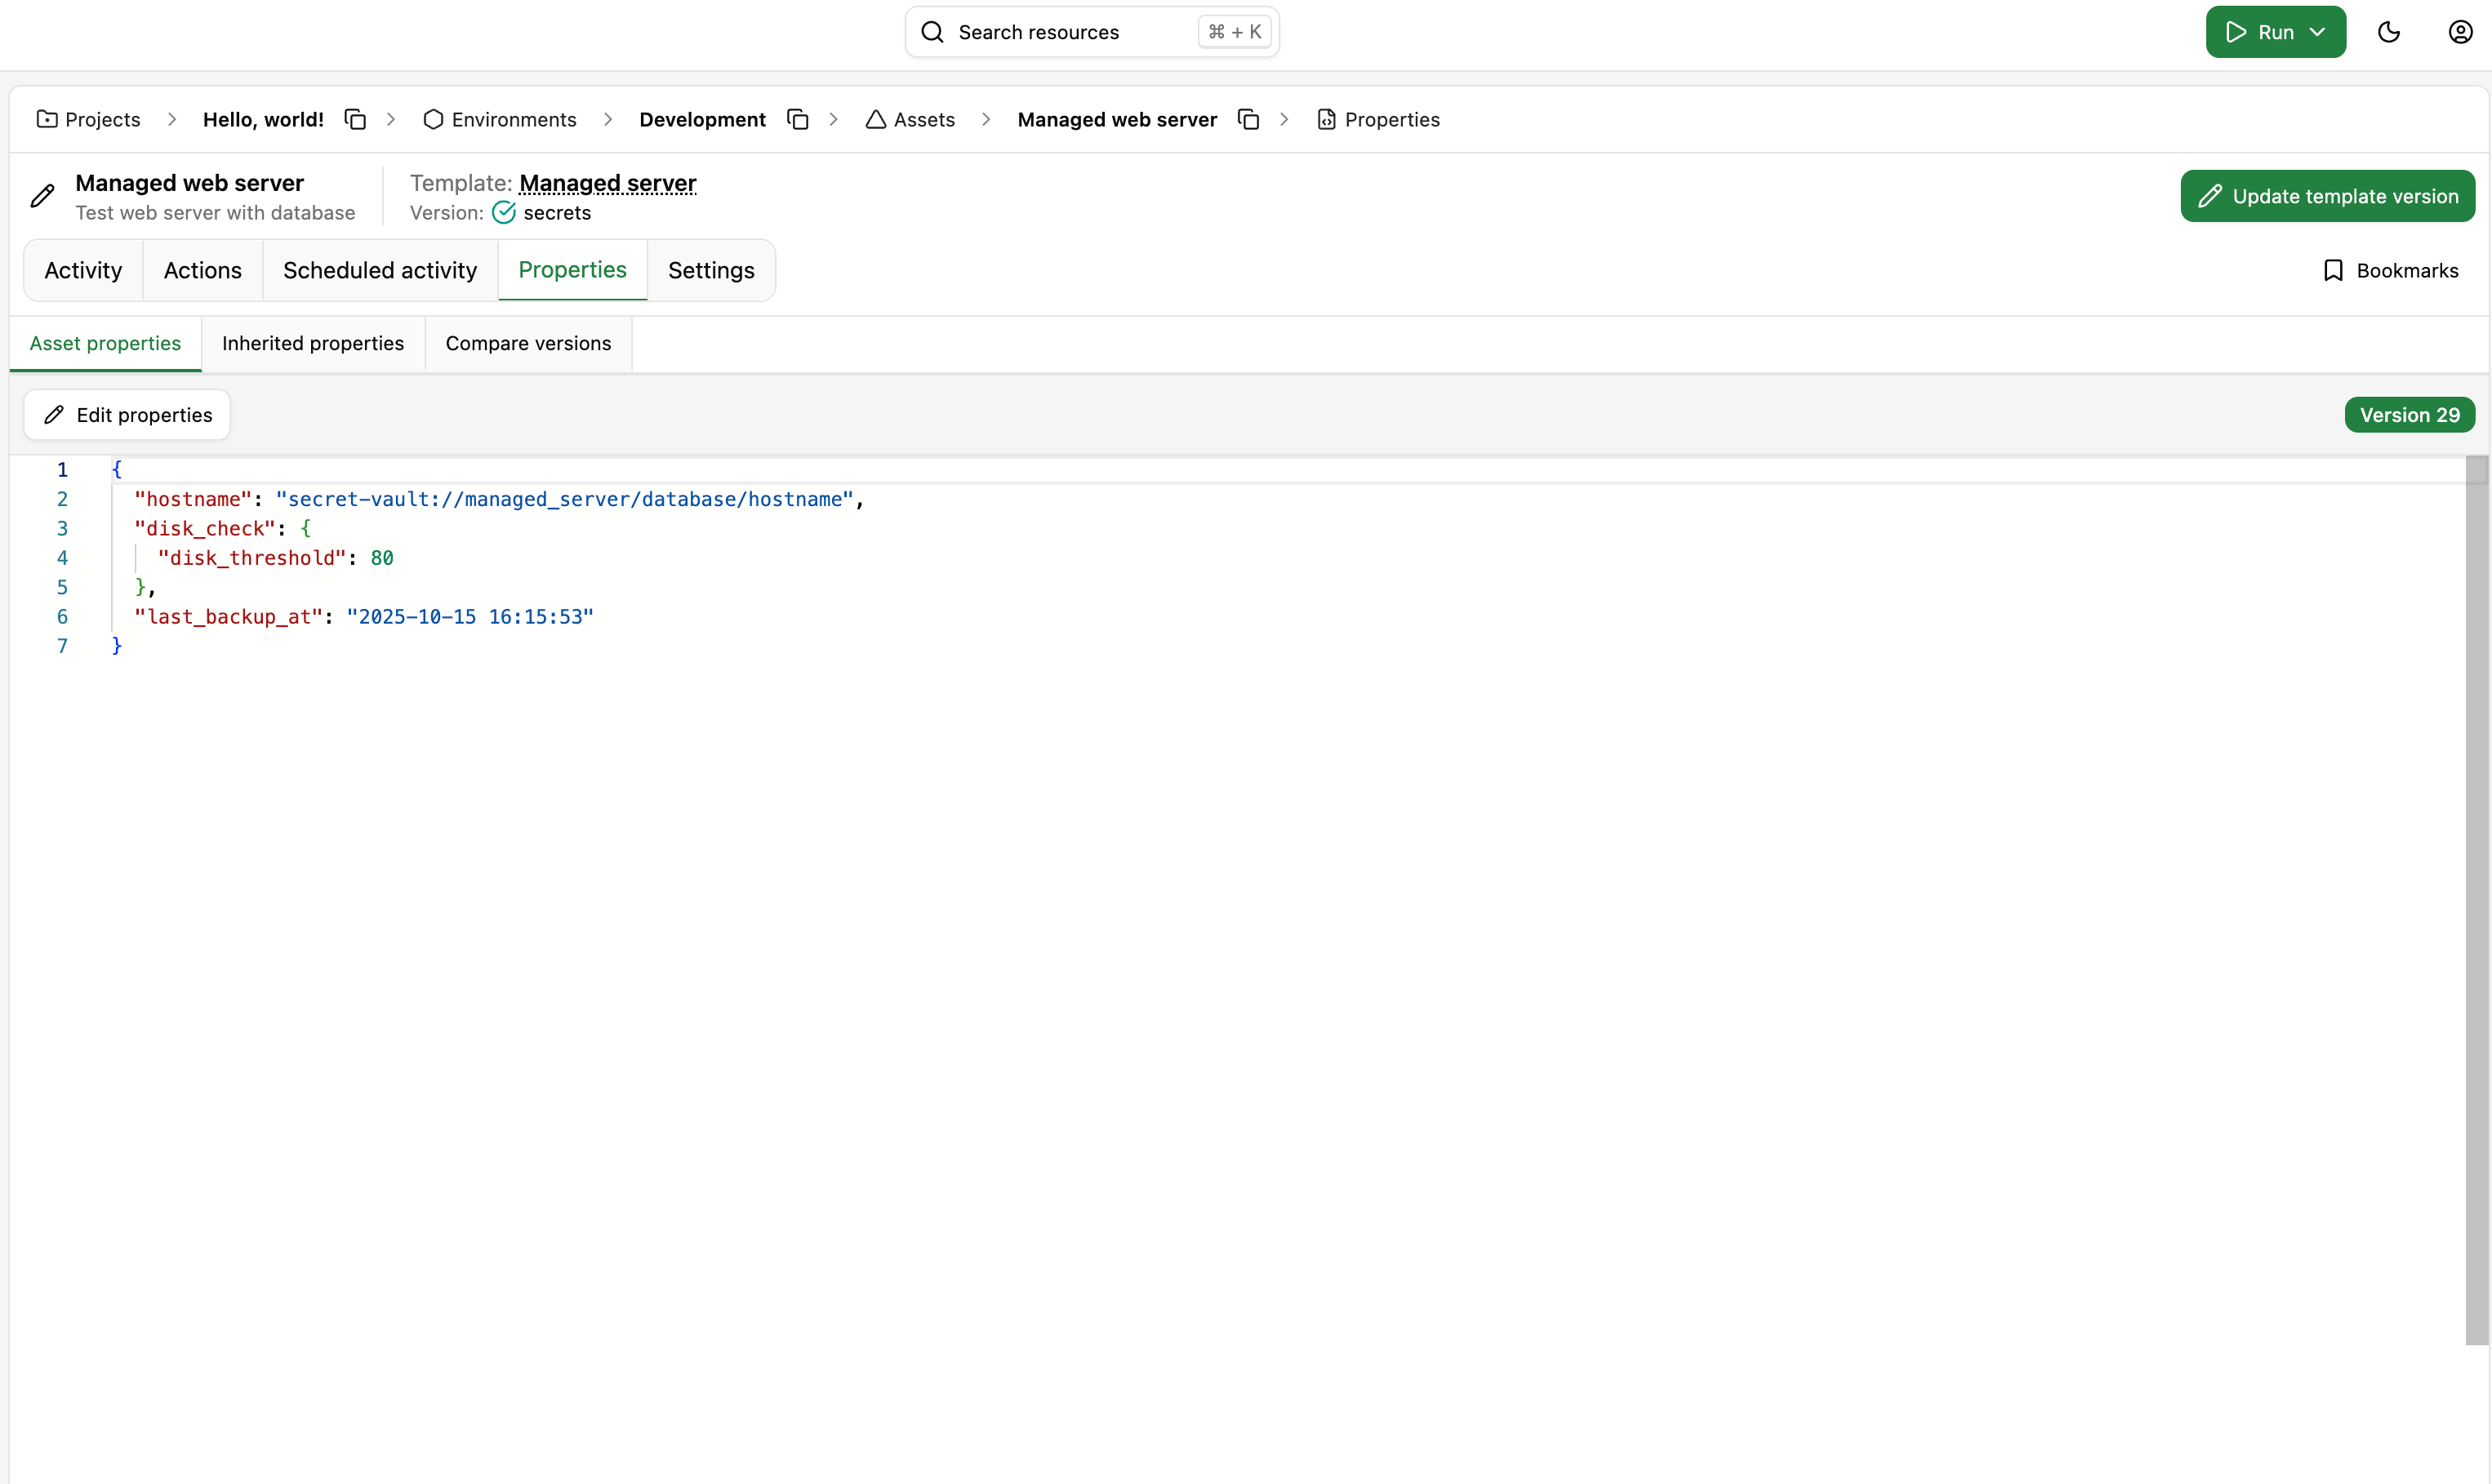 Search resources ⌘ + K Run
Projects > Hello, world! > Environments > Development > Assets > Managed web server > Properties
Managed web server
Test web server with database
Template: Managed server
Version: secrets
Update template version
Activity Actions Scheduled activity Properties Settings
Bookmarks
Asset properties Inherited properties Compare versions
Edit properties
Version 29
1 {
2 "hostname": "secret-vault://managed_server/database/hostname",
3 "disk_check": {
4 "disk_threshold": 80
5 },
6 "last_backup_at": "2025-10-15 16:15:53"
7 }